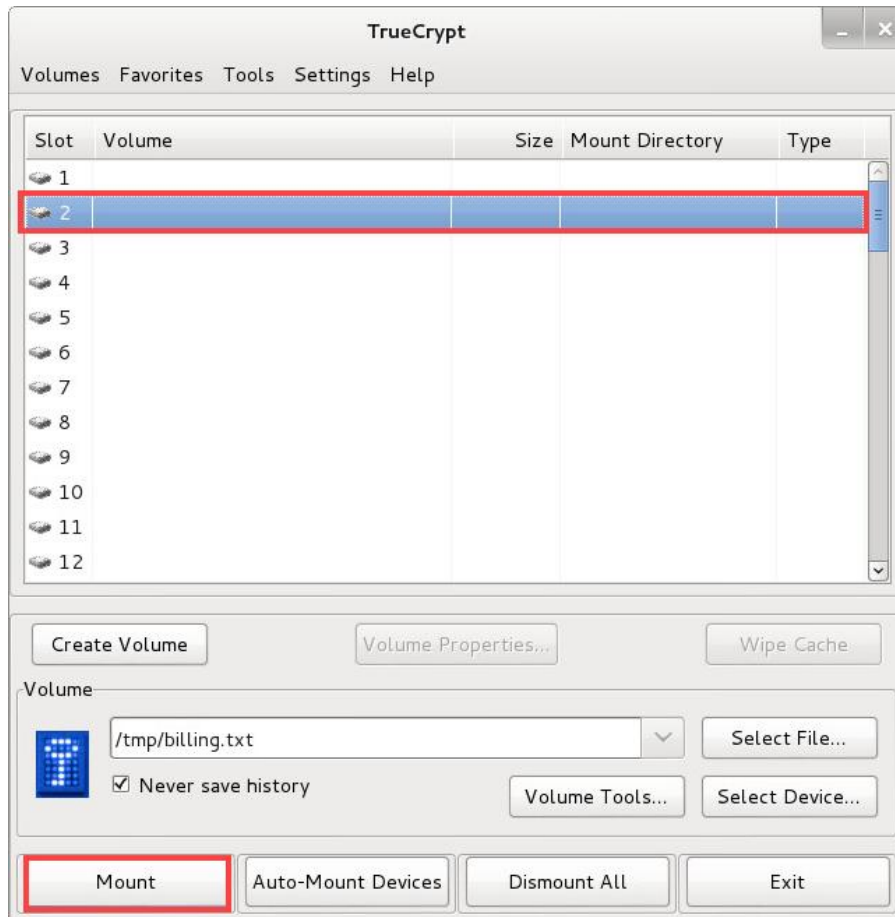 TrueCrypt
Volumes Favorites Tools Settings Help
Slot Volume Size Mount Directory Type
1
2
3
4
5
6
7
8
9
10
11
12
Create Volume Volume Properties... Wipe Cache
Volume
/tmp/billing.txt Select File...
Never save history Volume Tools... Select Device...
Mount Auto-Mount Devices Dismount All Exit